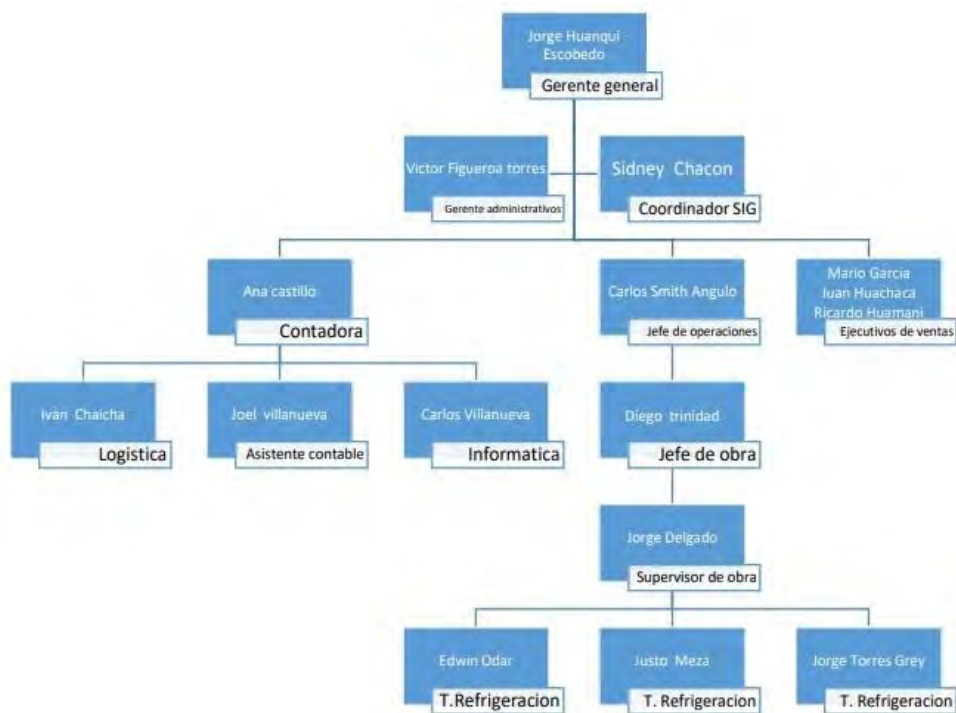 Jorge Huanqui
Escobedo
Gerente general
Victor Figueroa torres
Gerente administrativos
Sidney Chacon
Coordinador SIG
Ana castillo
Contadora
Carlos Smith Angulo
Jefe de operaciones
Mario Garcia
Juan Huachaca
Ricardo Huamani
Ejecutivos de ventas
Iván Chaicha
Logistica
Joel villanueva
Asistente contable
Carlos Villanueva
Informatica
Diego trinidad
Jefe de obra
Jorge Delgado
Supervisor de obra
Edwin Odar
T.Refrigeracion
Justo Meza
T. Refrigeracion
Jorge Torres Grey
T. Refrigeracion